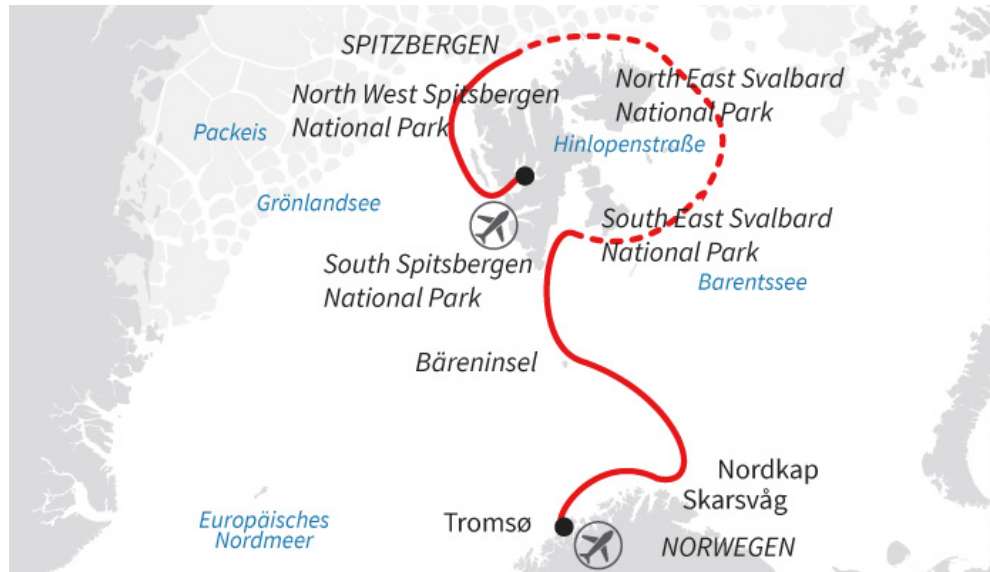 SPITZBERGEN
North West Spitsbergen
National Park
North East Svalbard
National Park
Packeis
Hinlopenstraße
Grönlandsee
South East Svalbard
National Park
South Spitsbergen
National Park
Barentssee
Bäreninsel
Nordkap
Skarsvåg
Tromsø
Europäisches
Nordmeer
NORWEGEN